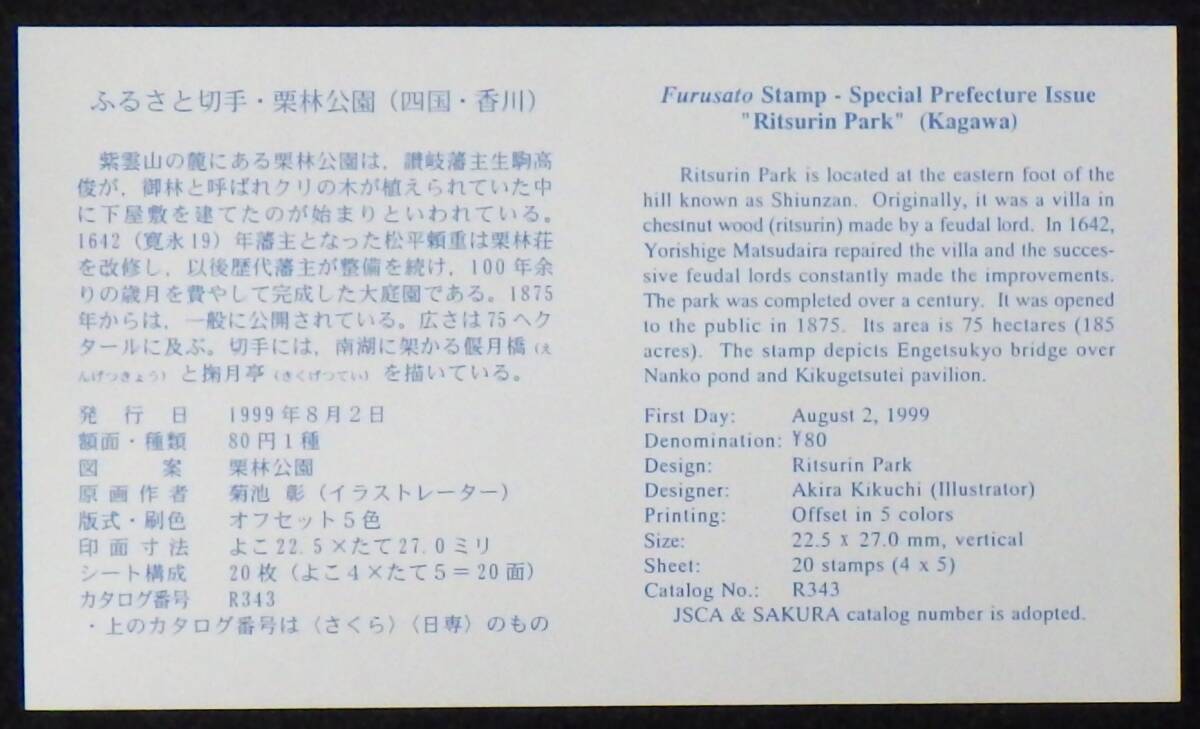 ふるさと切手・栗林公園（四国・香川）
紫雲山の麓にある栗林公園は，讃岐藩主生駒高
俊が，御林と呼ばれクリの木が植えられていた中
に下屋敷を建てたのが始まりといわれている。
1642（寛永19）年藩主となった松平頼重は栗林荘
を改修し，以後歴代藩主が整備を続け，100年余
りの歳月を費やして完成した大庭園である。1875
年からは，一般に公開されている。広さは75ヘク
タールに及ぶ。切手には，南湖に架かる偃月橋（え
んげつきょう）と掬月亭（きくげつてい）を描いている。
発行日 1999年8月2日
額面・種類 80円1種
図案 栗林公園
原画作者 菊池 彰（イラストレーター）
版式・刷色 オフセット5色
印面寸法 よこ22.5×たて27.0ミリ
シート構成 20枚（よこ4×たて5＝20面）
カタログ番号 R343
・上のカタログ番号は〈さくら〉〈日専〉のもの
Furusato Stamp - Special Prefecture Issue
"Ritsurin Park" (Kagawa)
Ritsurin Park is located at the eastern foot of the
hill known as Shiunzan. Originally, it was a villa in
chestnut wood (ritsurin) made by a feudal lord. In 1642,
Yorishige Matsudaira repaired the villa and the succes-
sive feudal lords constantly made the improvements.
The park was completed over a century. It was opened
to the public in 1875. Its area is 75 hectares (185
acres). The stamp depicts Engetsukyo bridge over
Nanko pond and Kikugetsutei pavilion.
First Day: August 2, 1999
Denomination: ¥80
Design: Ritsurin Park
Designer: Akira Kikuchi (Illustrator)
Printing: Offset in 5 colors
Size: 22.5 x 27.0 mm, vertical
Sheet: 20 stamps (4 x 5)
Catalog No.: R343
JSCA & SAKURA catalog number is adopted.